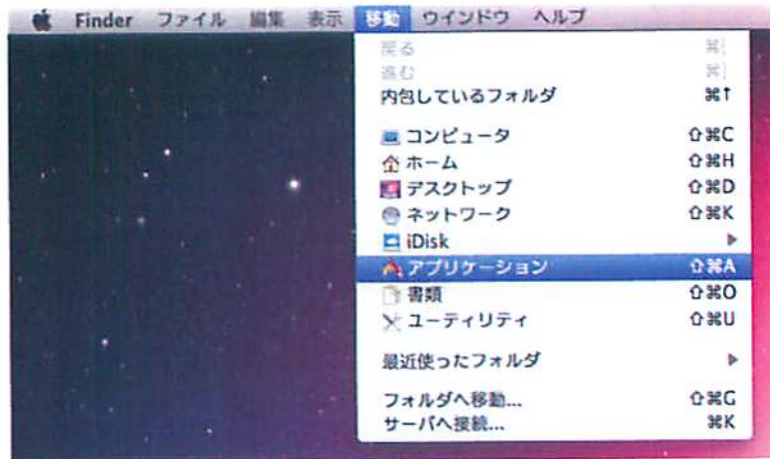 Finder ファイル 編集 表示 移動 ウインドウ ヘルプ
戻る ⌘[
進む ⌘]
内包しているフォルダ ⌘↑
コンピュータ ⇧⌘C
ホーム ⇧⌘H
デスクトップ ⇧⌘D
ネットワーク ⇧⌘K
iDisk ▶
アプリケーション ⇧⌘A
書類 ⇧⌘O
ユーティリティ ⇧⌘U
最近使ったフォルダ ▶
フォルダへ移動... ⇧⌘G
サーバへ接続... ⌘K